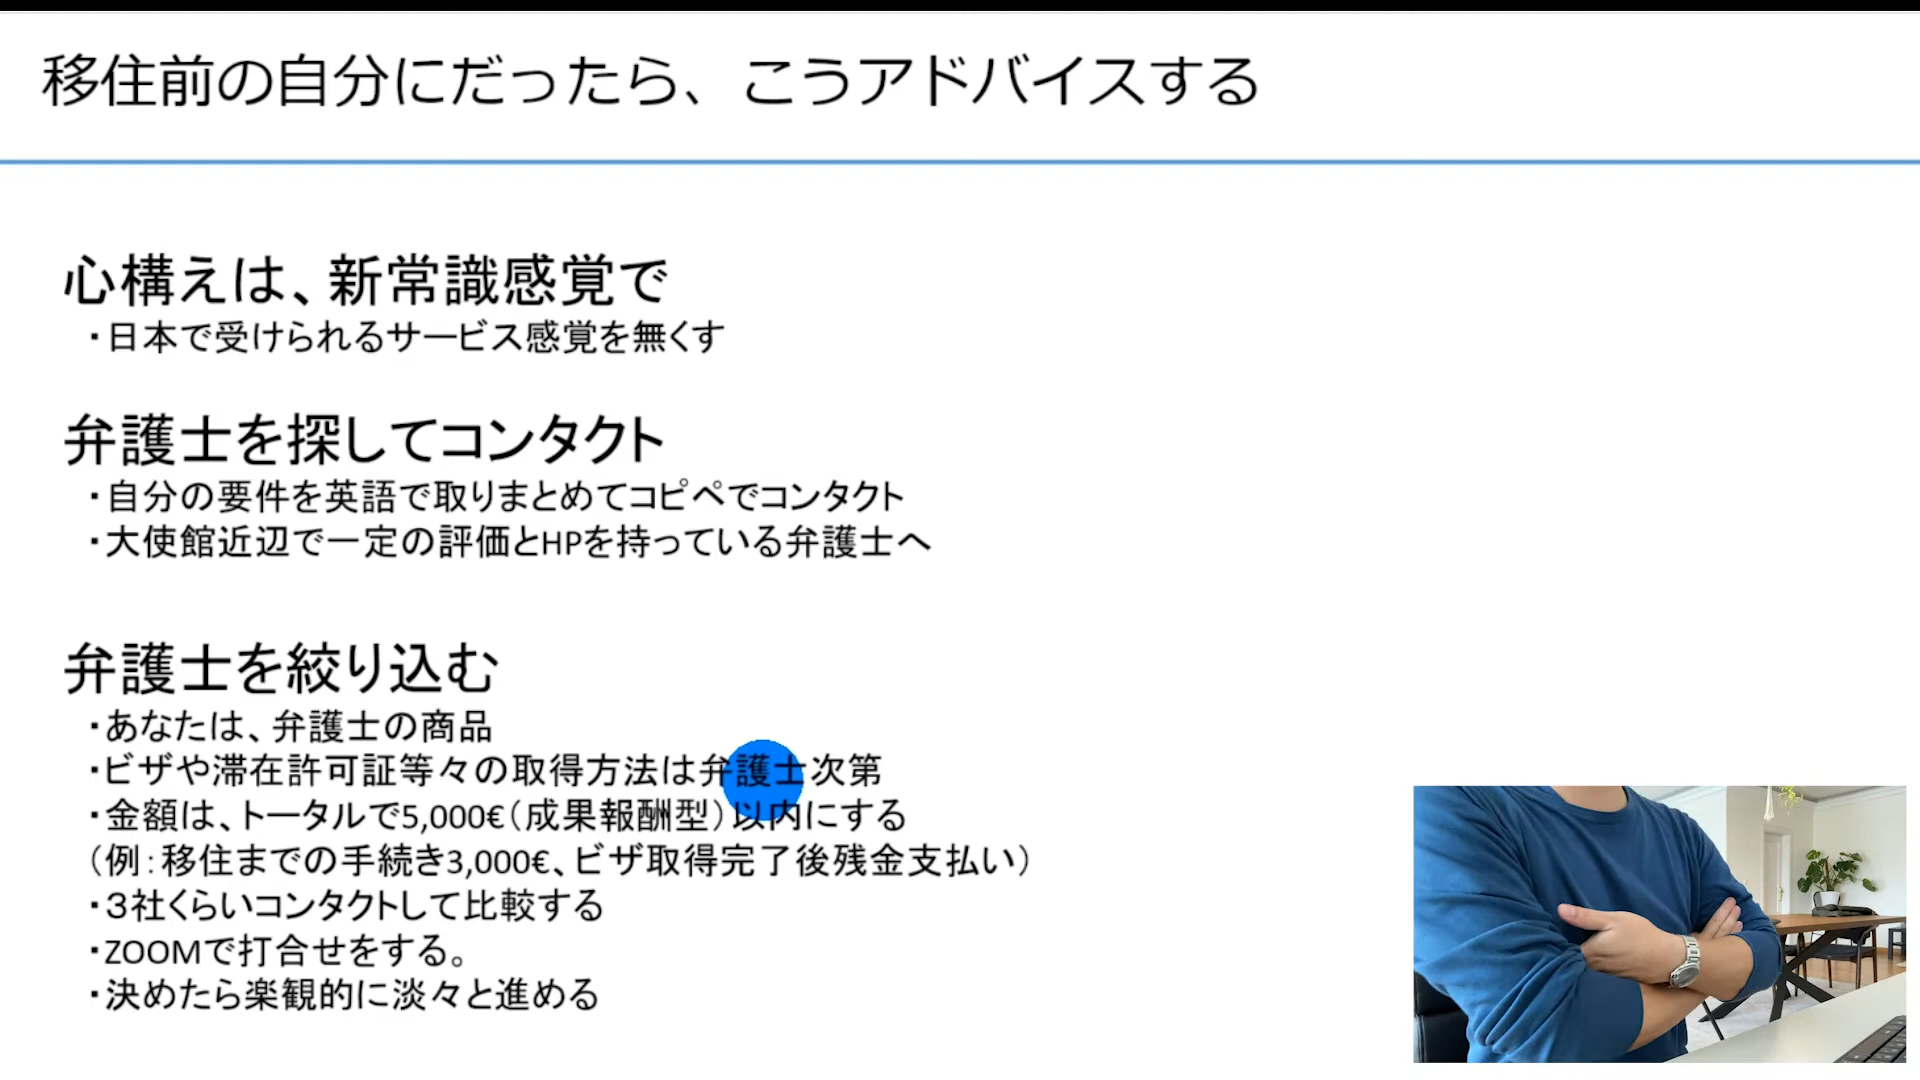 移住前の自分にだったら、こうアドバイスする
心構えは、新常識感覚で
・日本で受けられるサービス感覚を無くす
弁護士を探してコンタクト
・自分の要件を英語で取りまとめてコピペでコンタクト
・大使館近辺で一定の評価とHPを持っている弁護士へ
弁護士を絞り込む
・あなたは、弁護士の商品
・ビザや滞在許可証等々の取得方法は弁護士次第
・金額は、トータルで5,000€（成果報酬型）以内にする
（例：移住までの手続き3,000€、ビザ取得完了後残金支払い）
・３社くらいコンタクトして比較する
・ZOOMで打合せをする。
・決めたら楽観的に淡々と進める